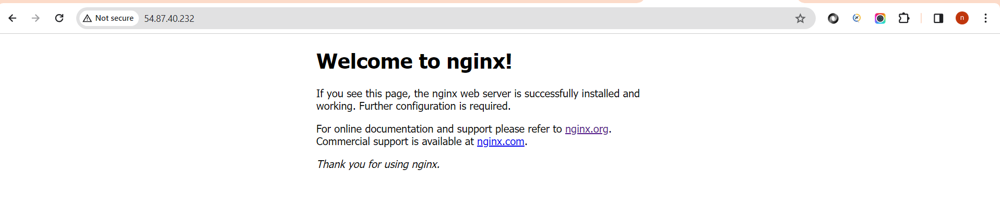 Not secure
54.87.40.232
n
Welcome to nginx!
If you see this page, the nginx web server is successfully installed and
working. Further configuration is required.
For online documentation and support please refer to nginx.org.
Commercial support is available at nginx.com.
Thank you for using nginx.